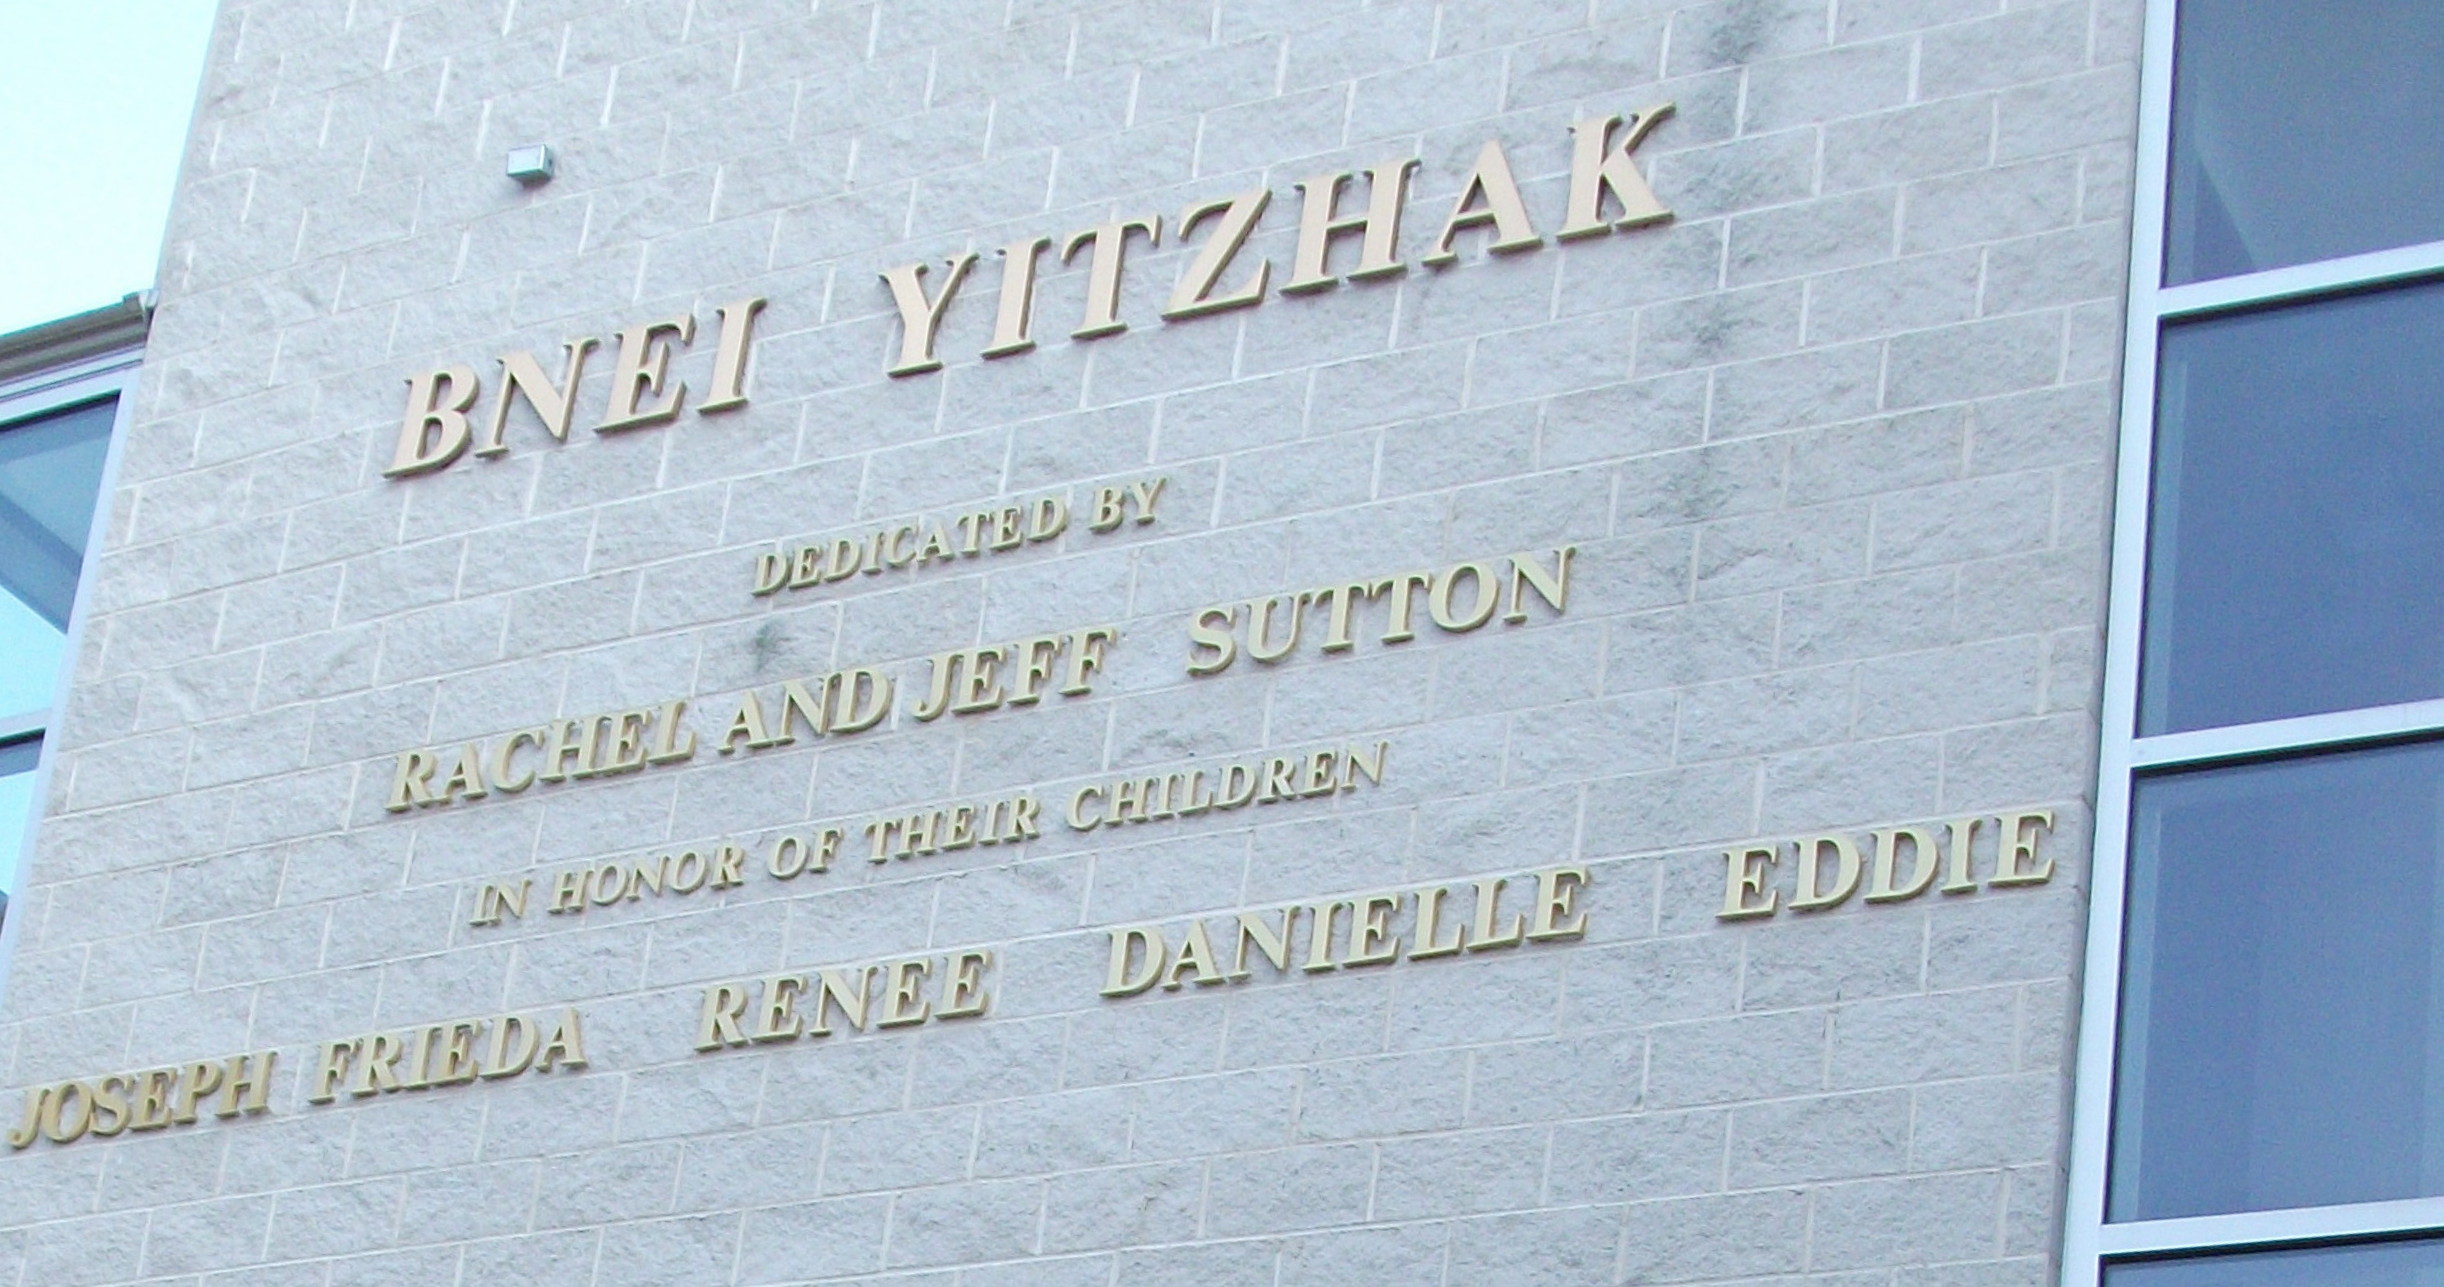 BNEI YITZHAK
DEDICATED BY
RACHEL AND JEFF SUTTON
IN HONOR OF THEIR CHILDREN
JOSEPH FRIEDA RENEE DANIELLE EDDIE